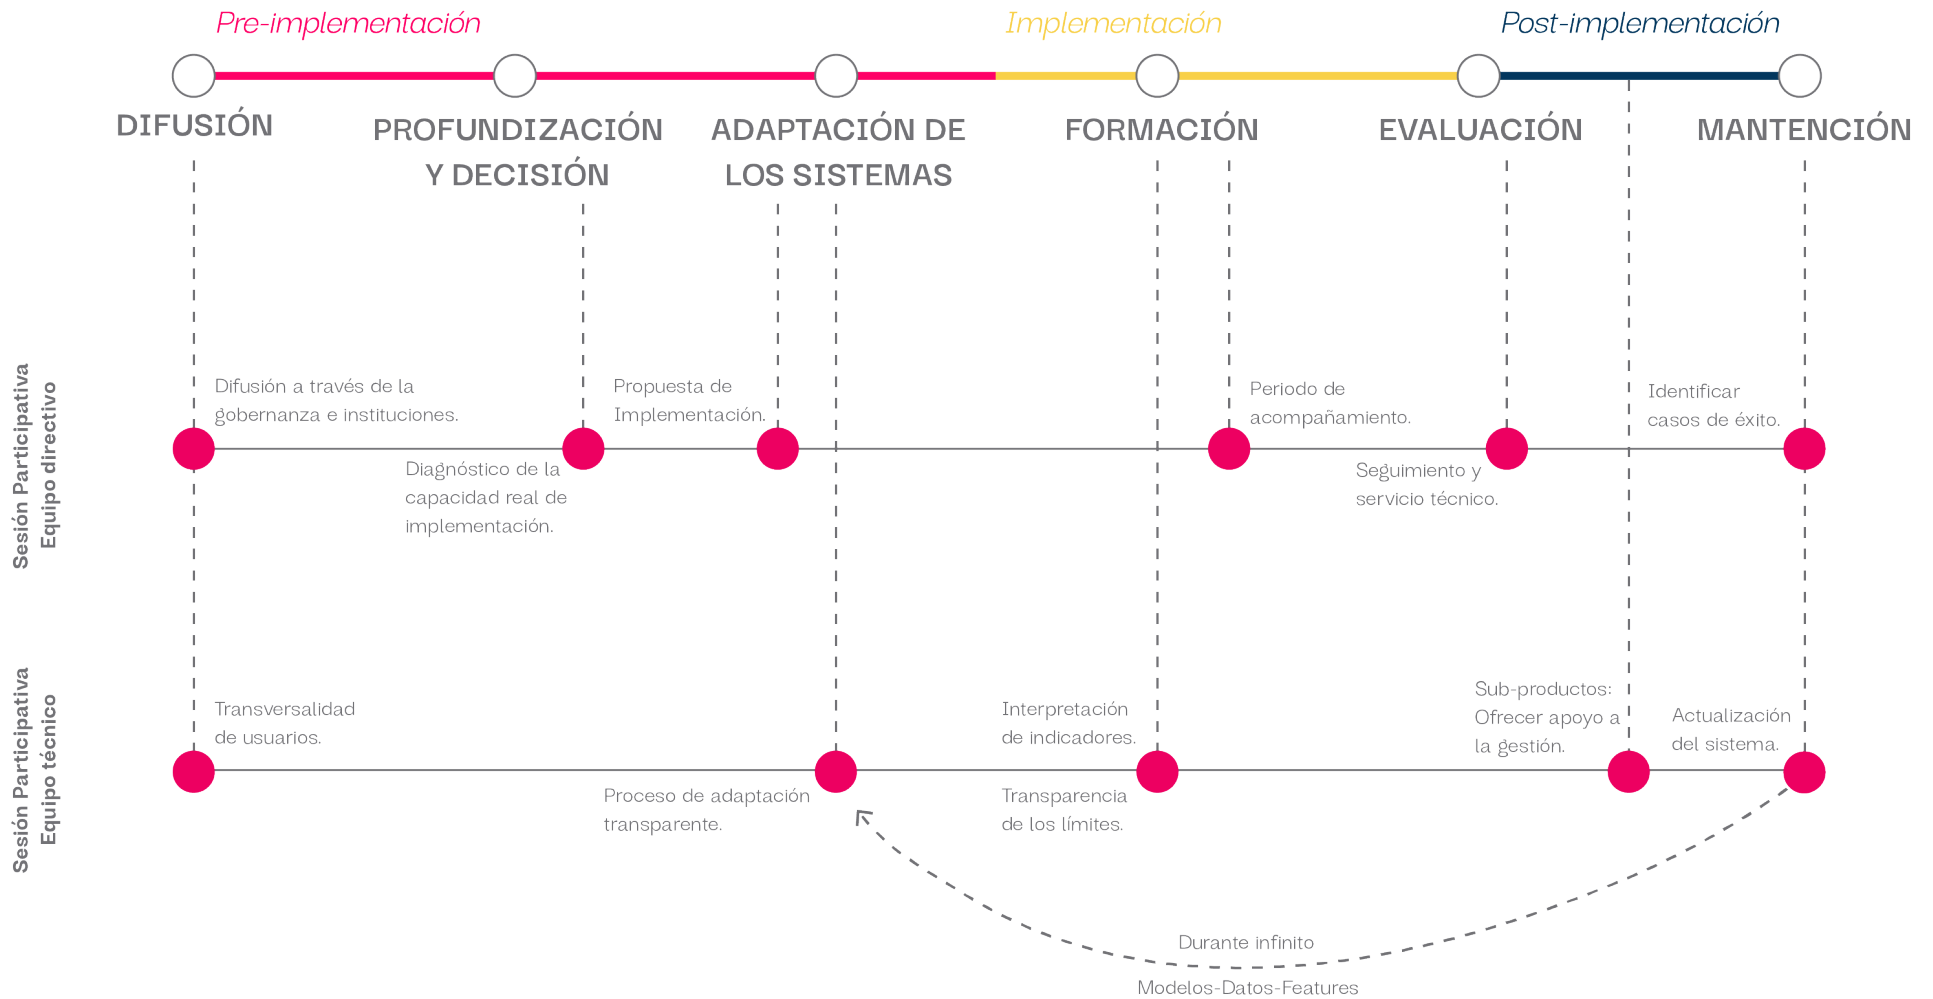 Pre-implementación
Implementación
Post-implementación
DIFUSIÓN
PROFUNDIZACIÓN
Y DECISIÓN
ADAPTACIÓN DE
LOS SISTEMAS
FORMACIÓN
EVALUACIÓN
MANTENCIÓN
Sesión Participativa
Equipo directivo
Difusión a través de la
gobernanza e instituciones.
Diagnóstico de la
capacidad real de
implementación.
Propuesta de
Implementación.
Periodo de
acompañamiento.
Seguimiento y
servicio técnico.
Identificar
casos de éxito.
Sesión Participativa
Equipo técnico
Transversalidad
de usuarios.
Proceso de adaptación
transparente.
Interpretación
de indicadores.
Transparencia
de los límites.
Sub-productos:
Ofrecer apoyo a
la gestión.
Actualización
del sistema.
Durante infinito
Modelos-Datos-Features